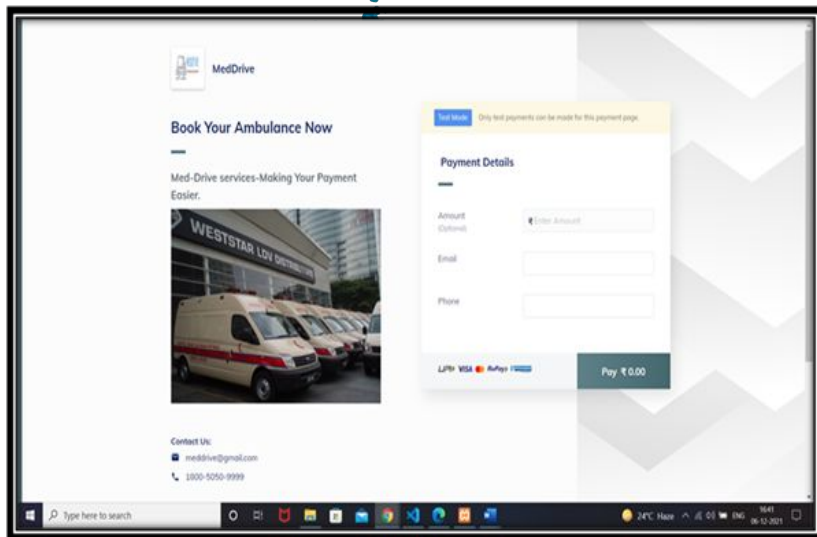 MedDrive
Book Your Ambulance Now
Med-Drive services-Making Your Payment
Easier.
WESTSTAR LDV
Contact Us:
meddrive@gmail.com
1800-5050-9999
Test Mode Only test payments can be made for this payment page.
Payment Details
Amount
(Optional)
₹ Enter Amount
Email
Phone
UPI VISA RuPay
Pay ₹ 0.00
Type here to search
24°C Haze ENG
16:41
06-12-2021